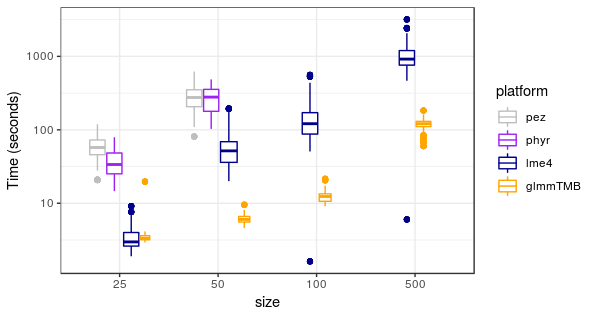 Time (seconds)
1000
100
10
25
50
100
500
size
platform
pez
phyr
lme4
glmmTMB